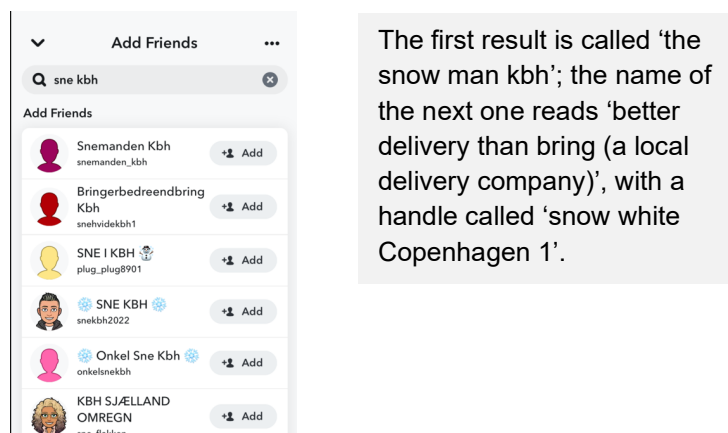 Add Friends
sne kbh
Add Friends
Snemanden Kbh
snemanden_kbh
Add
Bringerbedreendbring
Kbh
snehvidekbh1
Add
SNE I KBH ☃️
plug_plug8901
Add
❄️ SNE KBH ❄️
snekbh2022
Add
❄️ Onkel Sne Kbh ❄️
onkelsnekbh
Add
KBH SJÆLLAND
OMREGN
Add
The first result is called ‘the
snow man kbh’; the name of
the next one reads ‘better
delivery than bring (a local
delivery company)’, with a
handle called ‘snow white
Copenhagen 1’.